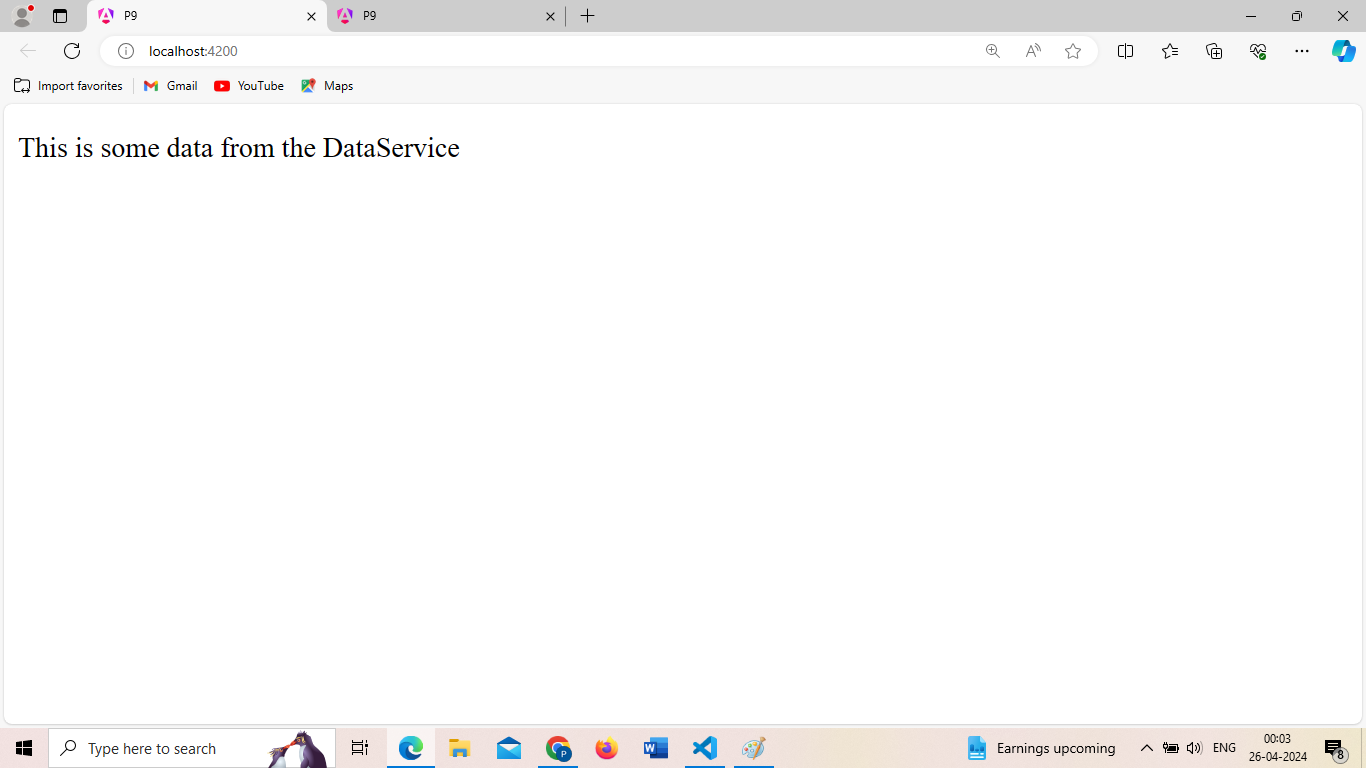 P9
P9
localhost:4200
Import favorites
Gmail
YouTube
Maps
This is some data from the DataService
Type here to search
Earnings upcoming
ENG
00:03
26-04-2024
8